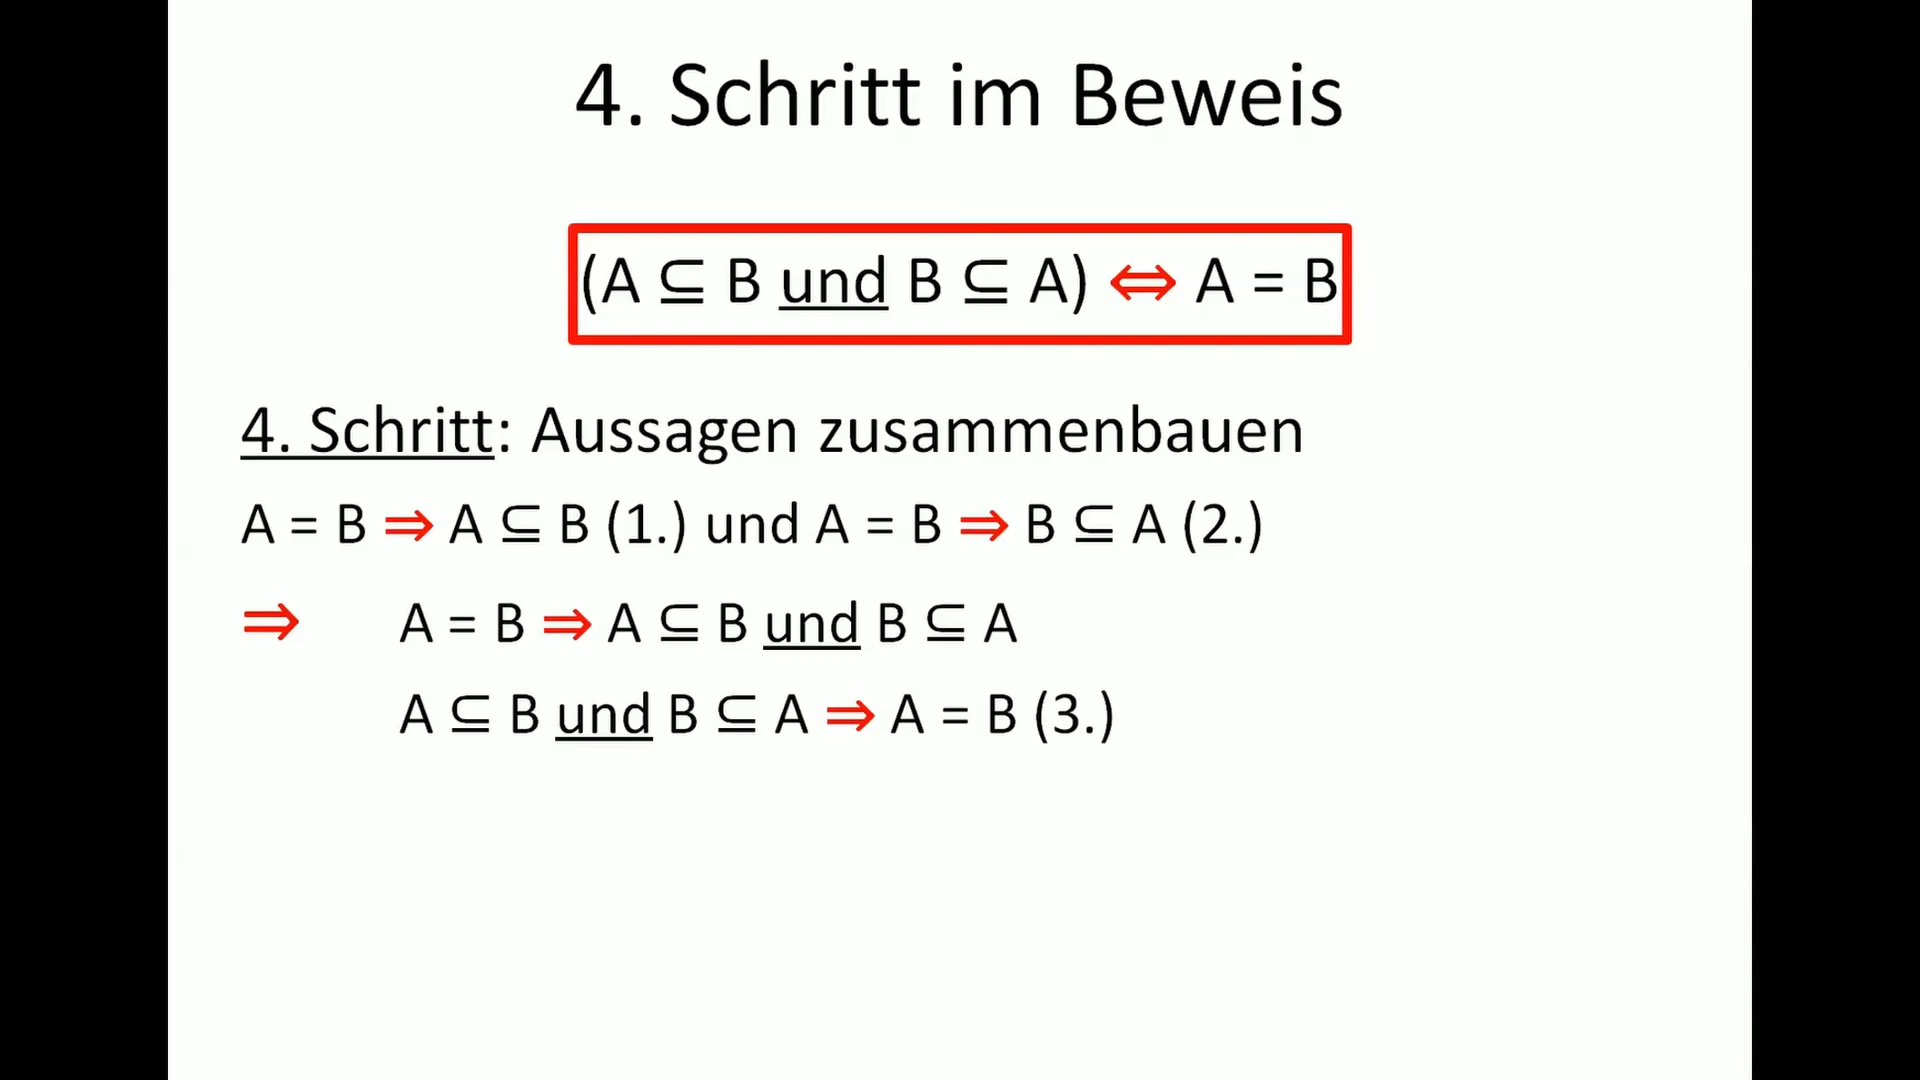 4. Schritt im Beweis
(A ⊆ B und B ⊆ A) ⇔ A = B
4. Schritt: Aussagen zusammenbauen
A = B ⇒ A ⊆ B (1.) und A = B ⇒ B ⊆ A (2.)
⇒ A = B ⇒ A ⊆ B und B ⊆ A
A ⊆ B und B ⊆ A ⇒ A = B (3.)